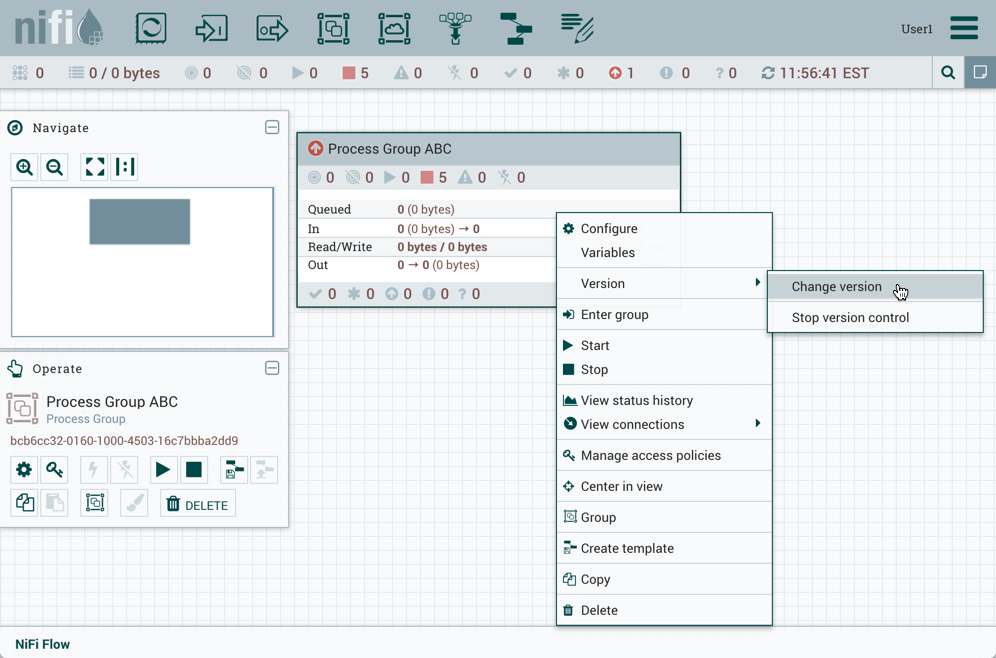 nifi
User1
0 0 / 0 bytes 0 0 0 5 0 0 0 0 1 0 ? 0 11:56:41 EST
Navigate
Process Group ABC
0 0 0 5 0 0
Queued 0 (0 bytes)
In 0 (0 bytes) → 0
Read/Write 0 bytes / 0 bytes
Out 0 → 0 (0 bytes)
0 0 0 0 ? 0
Configure
Variables
Version
Change version
Stop version control
Enter group
Start
Stop
View status history
View connections
Manage access policies
Center in view
Group
Create template
Copy
Delete
Operate
Process Group ABC
Process Group
bcb6cc32-0160-1000-4503-16c7bbba2dd9
DELETE
NiFi Flow